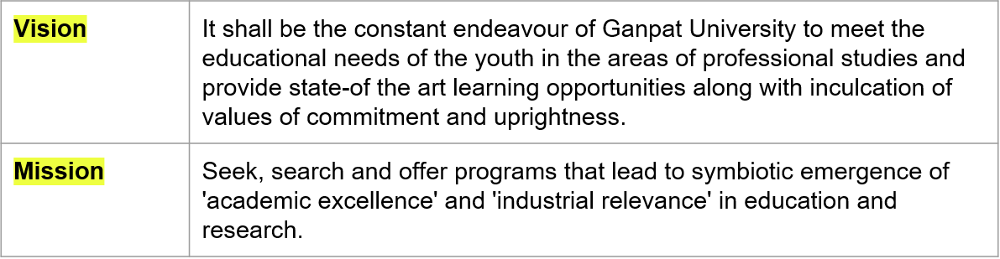 Vision
It shall be the constant endeavour of Ganpat University to meet the
educational needs of the youth in the areas of professional studies and
provide state-of the art learning opportunities along with inculcation of
values of commitment and uprightness.
Mission
Seek, search and offer programs that lead to symbiotic emergence of
'academic excellence' and 'industrial relevance' in education and
research.